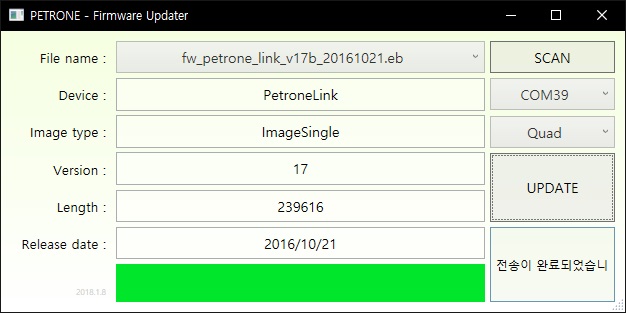 PETRONE - Firmware Updater
File name : fw_petrone_link_v17b_20161021.eb SCAN
Device : PetroneLink COM39
Image type : ImageSingle Quad
Version : 17
UPDATE
Length : 239616
Release date : 2016/10/21
전송이 완료되었습니
2018.1.8